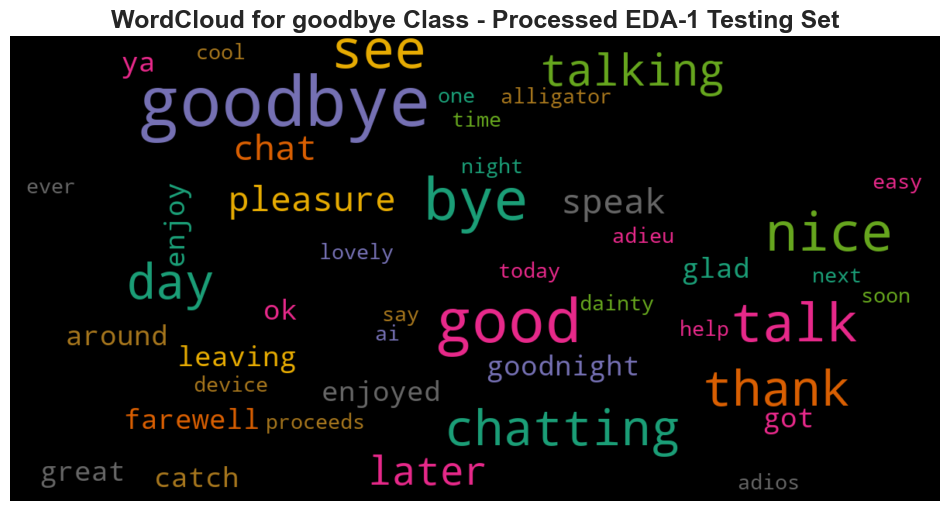 WordCloud for goodbye Class - Processed EDA-1 Testing Set
see
cool
ya
talking
goodbye
one
alligator
time
chat
night
ever
easy
enjoy
pleasure
bye
speak
nice
adieu
lovely
today
glad
next
day
soon
dainty
ok
say
good
help
talk
around
ai
leaving
goodnight
device
enjoyed
thank
farewell
proceeds
chatting
got
great
catch
later
adios